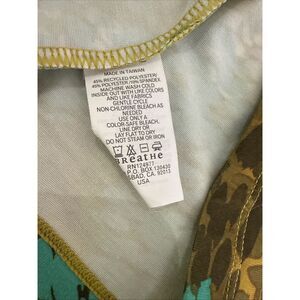 MADE IN TAIWAN
45% RECYCLED POLYESTER/
45% POLYESTER /10% SPANDEX
MACHINE WASH COLD
INSIDE OUT WITH LIKE COLORS
AND LIKE FABRICS
GENTLE CYCLE
NON-CHLORINE BLEACH AS
NEEDED
USE ONLY A
COLOR-SAFE BLEACH
LINE DRY OR
LAY FLAT TO DRY
DO NOT STEAM OR IRON
BReatHe
RN124977
P.O. BOX 130430
SBAD, CA. 92013
USA